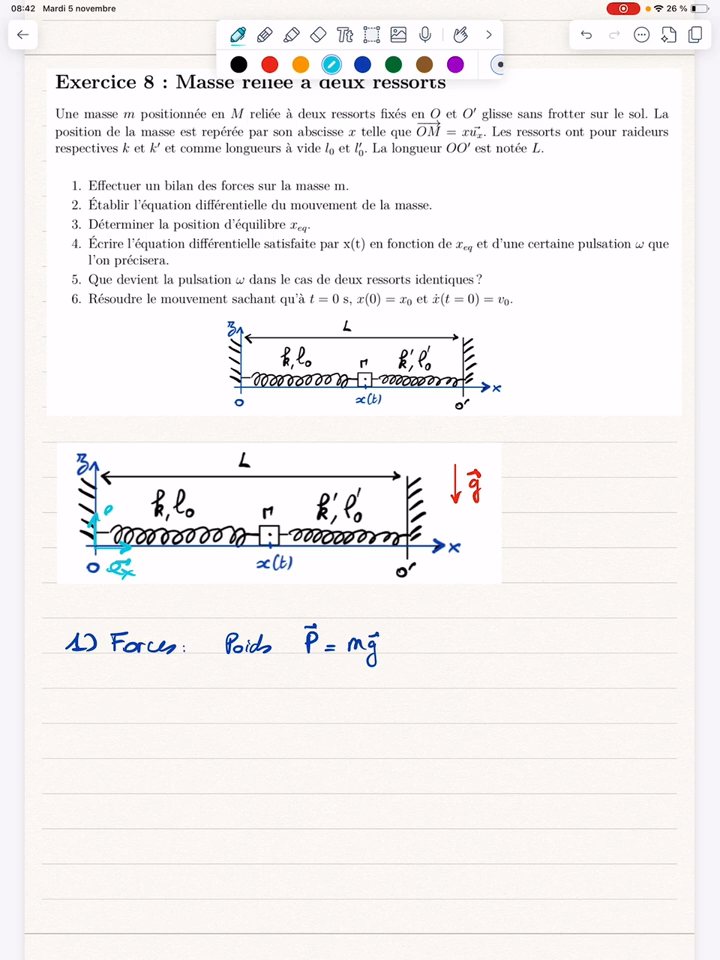 08:42 Mardi 5 novembre
26 %
Exercice 8 : Masse reliée à deux ressorts
Une masse m positionnée en M reliée à deux ressorts fixés en O et O' glisse sans frotter sur le sol. La
position de la masse est repérée par son abscisse x telle que \overrightarrow{OM} = x\vec{u_x}. Les ressorts ont pour raideurs
respectives k et k' et comme longueurs à vide l₀ et l'₀. La longueur OO' est notée L.
1. Effectuer un bilan des forces sur la masse m.
2. Établir l'équation différentielle du mouvement de la masse.
3. Déterminer la position d'équilibre x_{eq}.
4. Écrire l'équation différentielle satisfaite par x(t) en fonction de x_{eq} et d'une certaine pulsation ω que
l'on précisera.
5. Que devient la pulsation ω dans le cas de deux ressorts identiques ?
6. Résoudre le mouvement sachant qu'à t = 0 s, x(0) = x₀ et ẋ(t = 0) = v₀.
z
L
k, l₀
M
k', l'₀
x
O
x(t)
O'
z
L
k, l₀
M
k', l'₀
\vec{g}
x
O
x(t)
O'
1) Forces: Poids \vec{P} = m\vec{g}